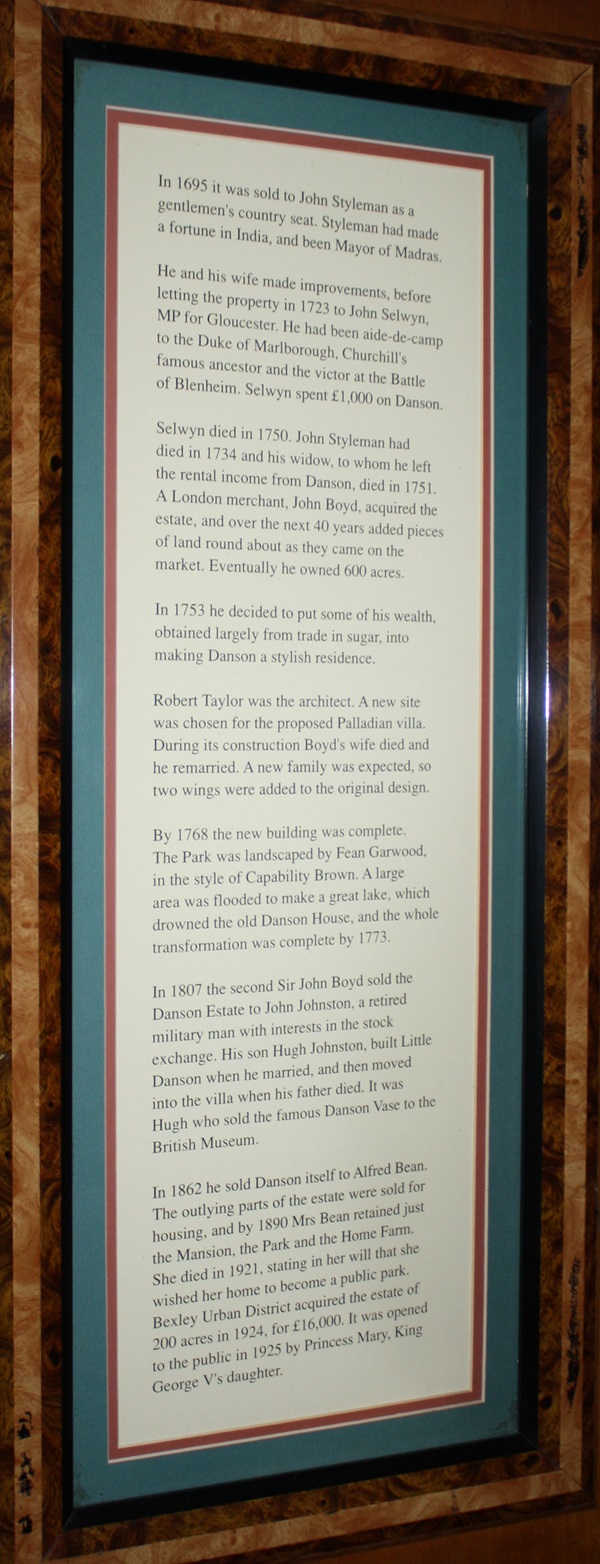 In 1695 it was sold to John Styleman as a
gentlemen's country seat. Styleman had made
a fortune in India, and been Mayor of Madras.
He and his wife made improvements, before
letting the property in 1723 to John Selwyn,
MP for Gloucester. He had been aide-de-camp
to the Duke of Marlborough, Churchill's
famous ancestor and the victor at the Battle
of Blenheim. Selwyn spent £1,000 on Danson.
Selwyn died in 1750. John Styleman had
died in 1734 and his widow, to whom he left
the rental income from Danson, died in 1751.
A London merchant, John Boyd, acquired the
estate, and over the next 40 years added pieces
of land round about as they came on the
market. Eventually he owned 600 acres.
In 1753 he decided to put some of his wealth,
obtained largely from trade in sugar, into
making Danson a stylish residence.
Robert Taylor was the architect. A new site
was chosen for the proposed Palladian villa.
During its construction Boyd's wife died and
he remarried. A new family was expected, so
two wings were added to the original design.
By 1768 the new building was complete.
The Park was landscaped by Fean Garwood,
in the style of Capability Brown. A large
area was flooded to make a great lake, which
drowned the old Danson House, and the whole
transformation was complete by 1773.
In 1807 the second Sir John Boyd sold the
Danson Estate to John Johnston, a retired
military man with interests in the stock
exchange. His son Hugh Johnston, built Little
Danson when he married, and then moved
into the villa when his father died. It was
Hugh who sold the famous Danson Vase to the
British Museum.
In 1862 he sold Danson itself to Alfred Bean.
The outlying parts of the estate were sold for
housing, and by 1890 Mrs Bean retained just
the Mansion, the Park and the Home Farm.
She died in 1921, stating in her will that she
wished her home to become a public park.
Bexley Urban District acquired the estate of
200 acres in 1924, for £16,000. It was opened
to the public in 1925 by Princess Mary, King
George V's daughter.